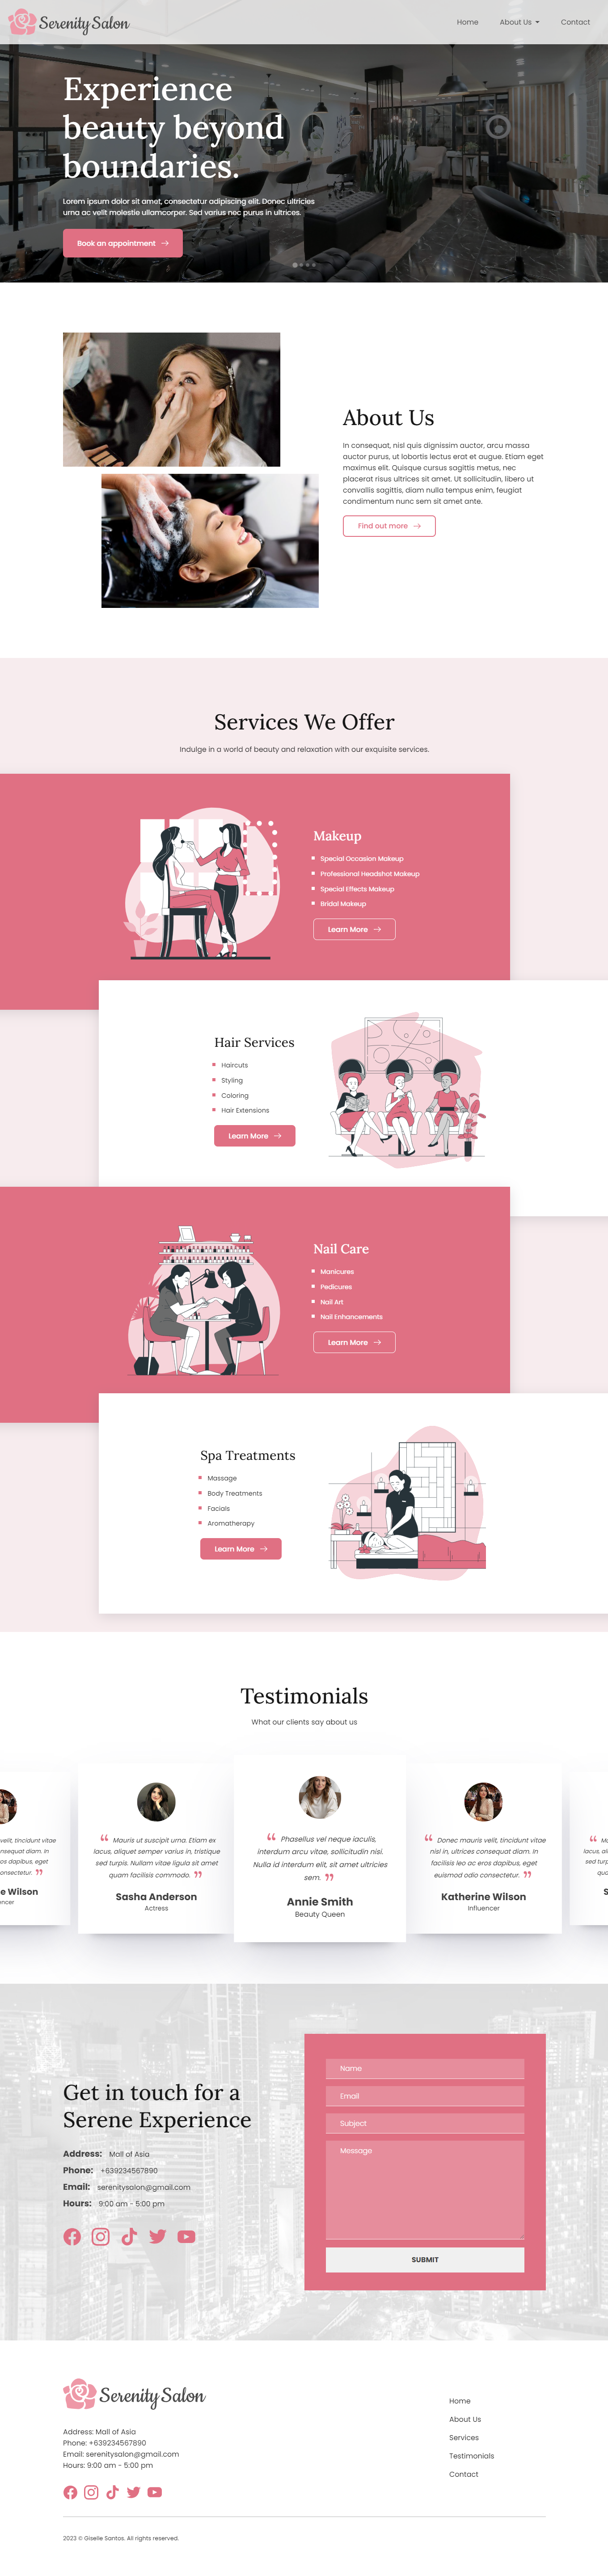 Serenity Salon
Home
About Us
Contact
Experience
beauty beyond
boundaries.
Lorem ipsum dolor sit amet, consectetur adipiscing elit. Donec ultricies
urna ac velit molestie ullamcorper. Sed varius nec purus in ultrices.
Book an appointment
About Us
In consequat, nisl quis dignissim auctor, arcu massa
auctor purus, ut lobortis lectus erat et augue. Etiam eget
maximus elit. Quisque cursus sagittis metus, nec
placerat risus ultrices sit amet. Ut sollicitudin, libero ut
convallis sagittis, diam nulla tempus enim, feugiat
condimentum nunc sem sit amet ante.
Find out more
Services We Offer
Indulge in a world of beauty and relaxation with our exquisite services.
Makeup
Special Occasion Makeup
Professional Headshot Makeup
Special Effects Makeup
Bridal Makeup
Learn More
Hair Services
Haircuts
Styling
Coloring
Hair Extensions
Learn More
Nail Care
Manicures
Pedicures
Nail Art
Nail Enhancements
Learn More
Spa Treatments
Massage
Body Treatments
Facials
Aromatherapy
Learn More
Testimonials
What our clients say about us
velit, tincidunt vitae
nsequat diam. In
os dapibus, eget
onsectetur. ”
e Wilson
encer
“ Mauris ut suscipit urna. Etiam ex
lacus, aliquet semper varius in, tristique
sed turpis. Nullam vitae ligula sit amet
quam facilisis commodo. ”
Sasha Anderson
Actress
“ Phasellus vel neque iaculis,
interdum arcu vitae, sollicitudin nisi.
Nulla id interdum elit, sit amet ultricies
sem. ”
Annie Smith
Beauty Queen
“ Donec mauris velit, tincidunt vitae
nisl in, ultrices consequat diam. In
facilisis leo ac eros dapibus, eget
euismod odio consectetur. ”
Katherine Wilson
Influencer
“ Ma
lacus, al
sed turp
qua
S
Get in touch for a
Serene Experience
Address: Mall of Asia
Phone: +639234567890
Email: serenitysalon@gmail.com
Hours: 9:00 am - 5:00 pm
Name
Email
Subject
Message
SUBMIT
Serenity Salon
Address: Mall of Asia
Phone: +639234567890
Email: serenitysalon@gmail.com
Hours: 9:00 am - 5:00 pm
Home
About Us
Services
Testimonials
Contact
2023 © Giselle Santos. All rights reserved.